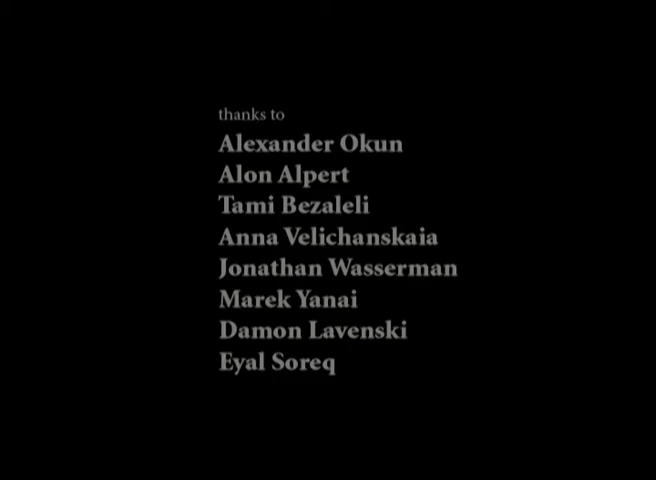 thanks to
Alexander Okun
Alon Alpert
Tami Bezaleli
Anna Velichanskaia
Jonathan Wasserman
Marek Yanai
Damon Lavenski
Eyal Soreq